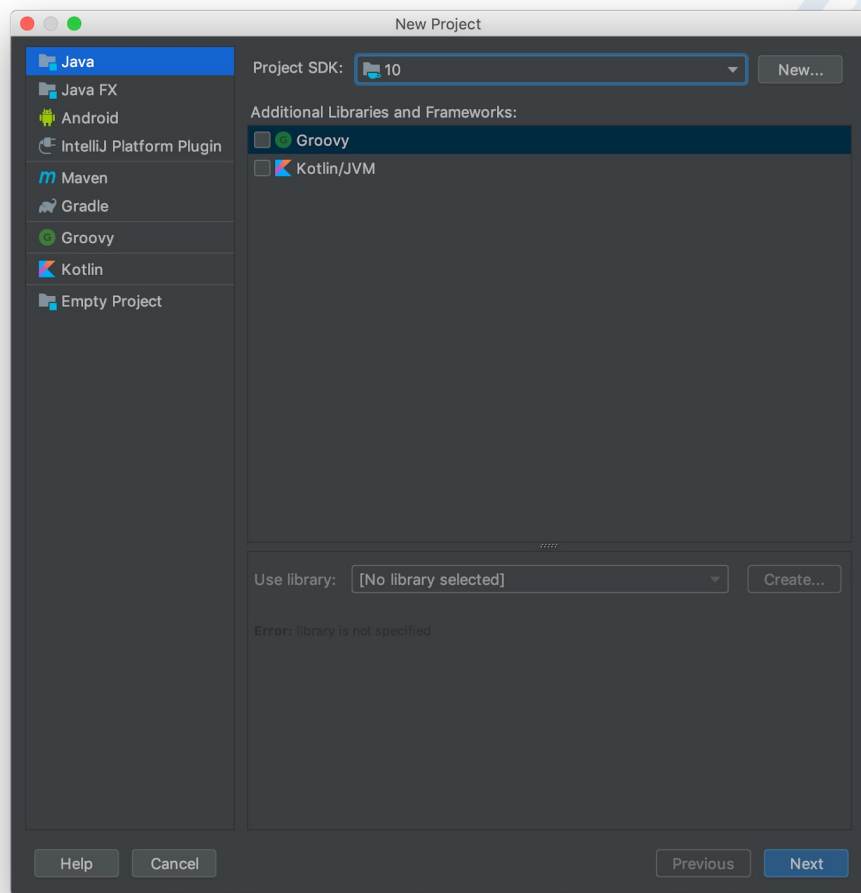 New Project
Java
Java FX
Android
IntelliJ Platform Plugin
Maven
Gradle
Groovy
Kotlin
Empty Project
Project SDK: 10 New...
Additional Libraries and Frameworks:
Groovy
Kotlin/JVM
Use library: [No library selected] Create...
Error: library is not specified
Help Cancel Previous Next